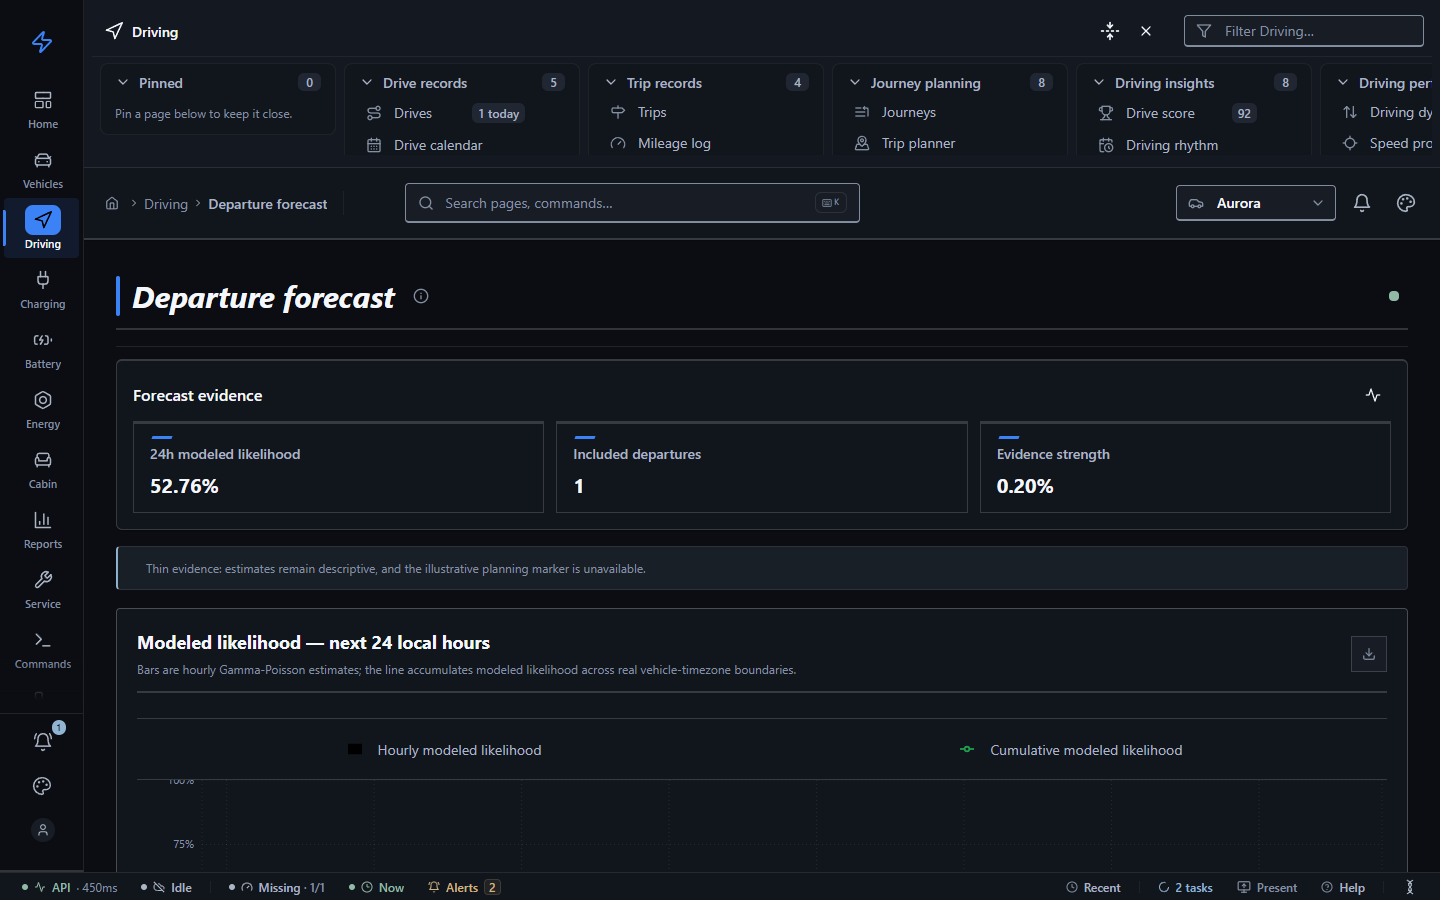 Driving
Filter Driving...
Pinned 0
Pin a page below to keep it close.
Drive records 5
Drives 1 today
Drive calendar
Trip records 4
Trips
Mileage log
Journey planning 8
Journeys
Trip planner
Driving insights 8
Drive score 92
Driving rhythm
Driving per
Driving dy
Speed pro
Home
Vehicles
Driving
Charging
Battery
Energy
Cabin
Reports
Service
Commands
1
Driving
Departure forecast
Search pages, commands...
K
Aurora
Departure forecast
Forecast evidence
24h modeled likelihood
52.76%
Included departures
1
Evidence strength
0.20%
Thin evidence: estimates remain descriptive, and the illustrative planning marker is unavailable.
Modeled likelihood — next 24 local hours
Bars are hourly Gamma-Poisson estimates; the line accumulates modeled likelihood across real vehicle-timezone boundaries.
Hourly modeled likelihood
Cumulative modeled likelihood
100%
75%
API · 450ms
Idle
Missing · 1/1
Now
Alerts 2
Recent
2 tasks
Present
Help